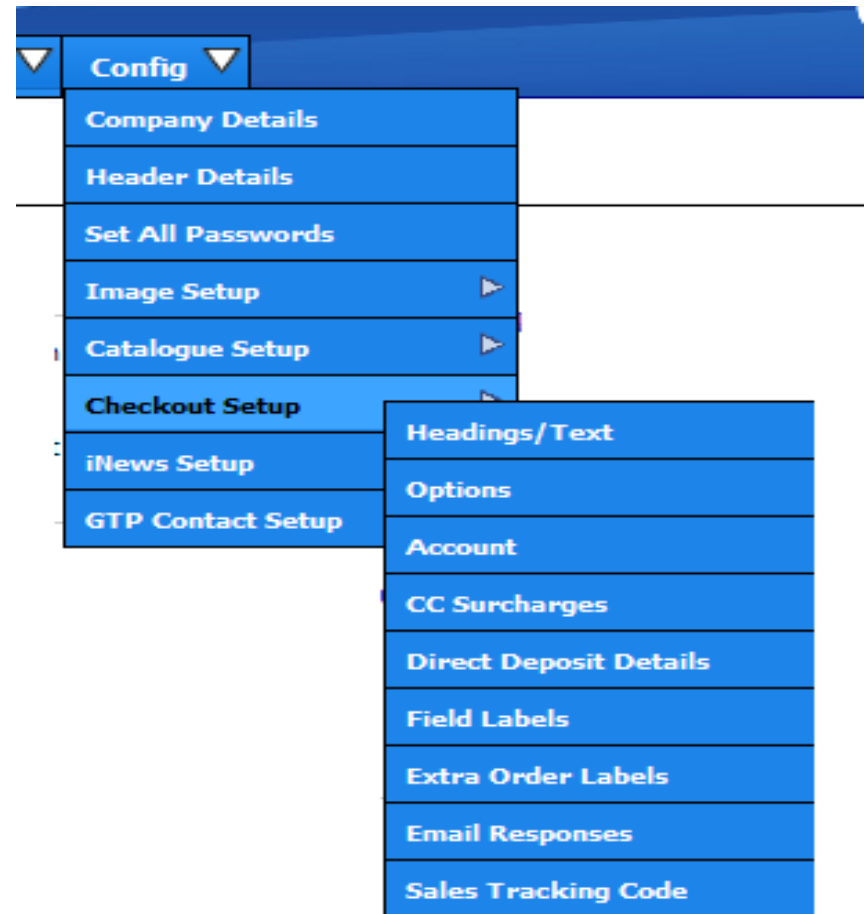 Config
Company Details
Header Details
Set All Passwords
Image Setup
Catalogue Setup
Checkout Setup
iNews Setup
GTP Contact Setup
Headings/Text
Options
Account
CC Surcharges
Direct Deposit Details
Field Labels
Extra Order Labels
Email Responses
Sales Tracking Code